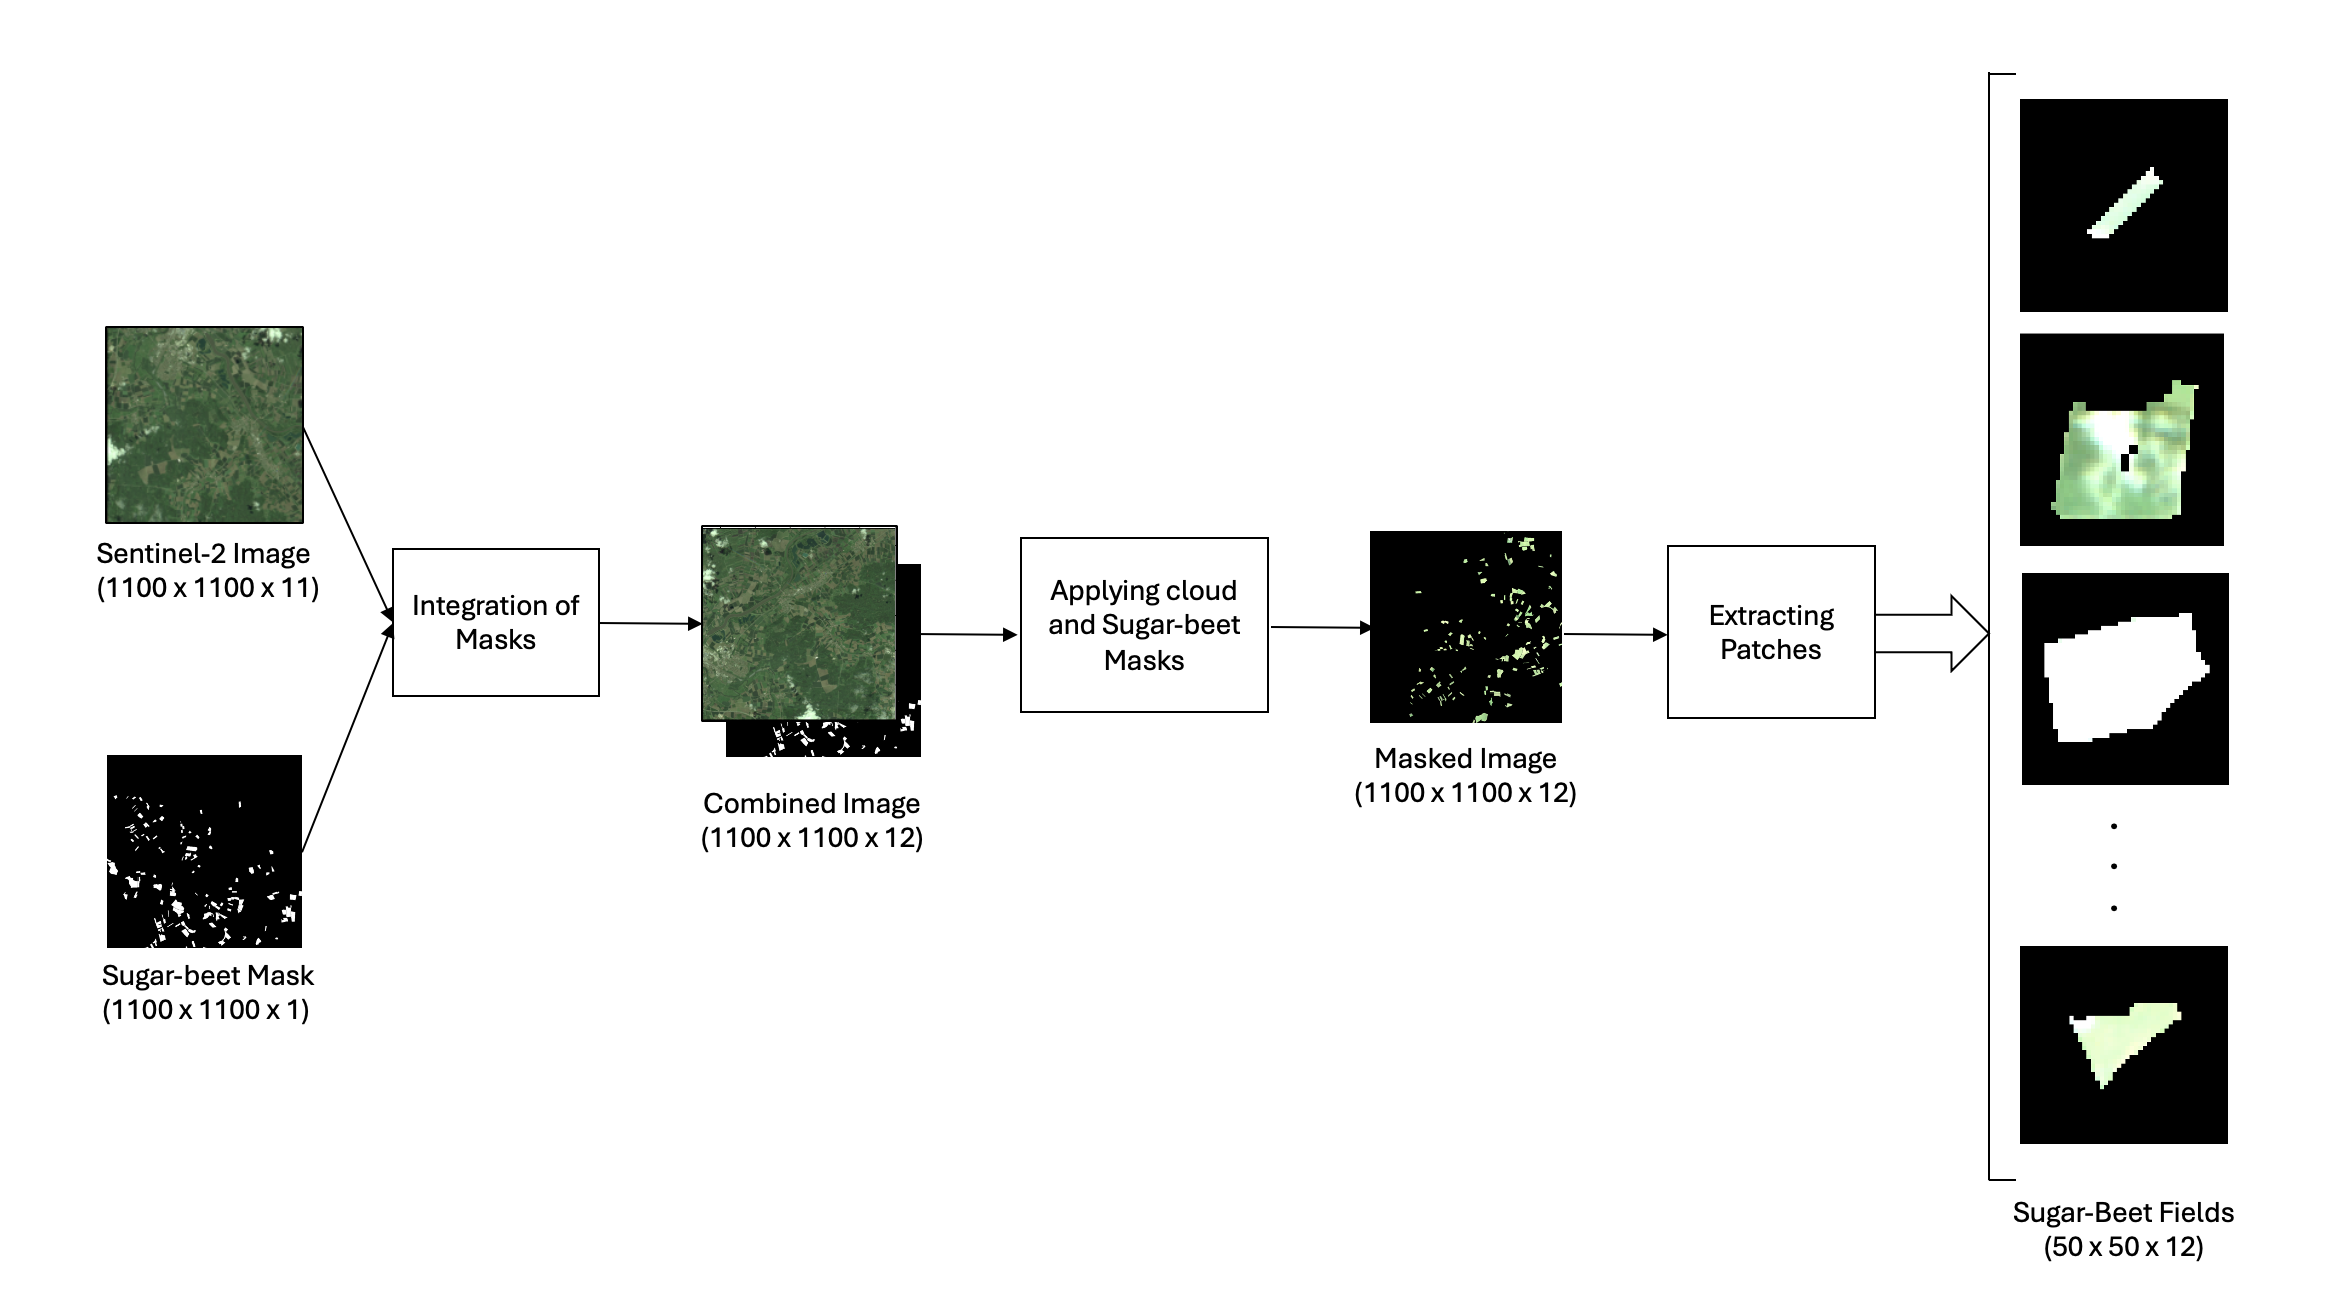 Sentinel-2 Image
(1100 x 1100 x 11)
Sugar-beet Mask
(1100 x 1100 x 1)
Integration of
Masks
Combined Image
(1100 x 1100 x 12)
Applying cloud
and Sugar-beet
Masks
Masked Image
(1100 x 1100 x 12)
Extracting
Patches
Sugar-Beet Fields
(50 x 50 x 12)